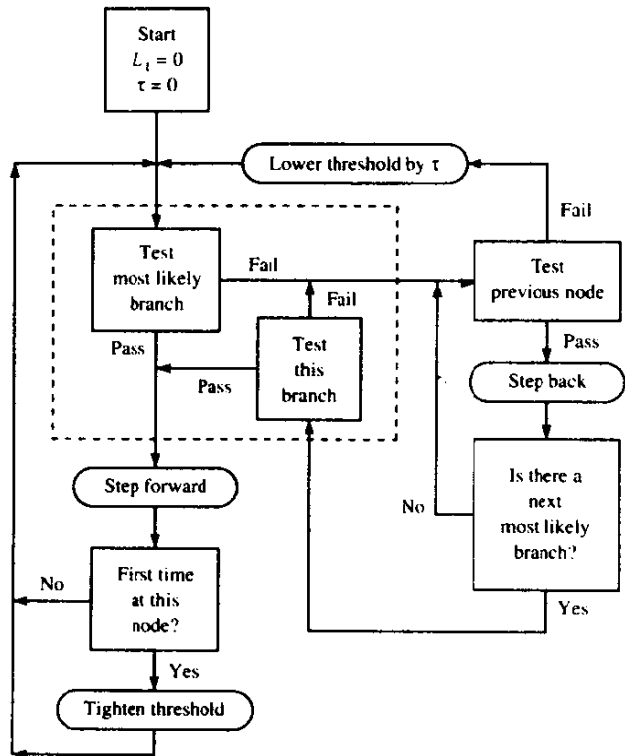 Start
L_t = 0
τ = 0
Lower threshold by τ
Fail
Test
most likely
branch
Fail
Test
previous node
Fail
Pass
Test
this
branch
Pass
Pass
Step back
Step forward
Is there a
next
most likely
branch?
No
Yes
First time
at this
node?
No
Yes
Tighten threshold